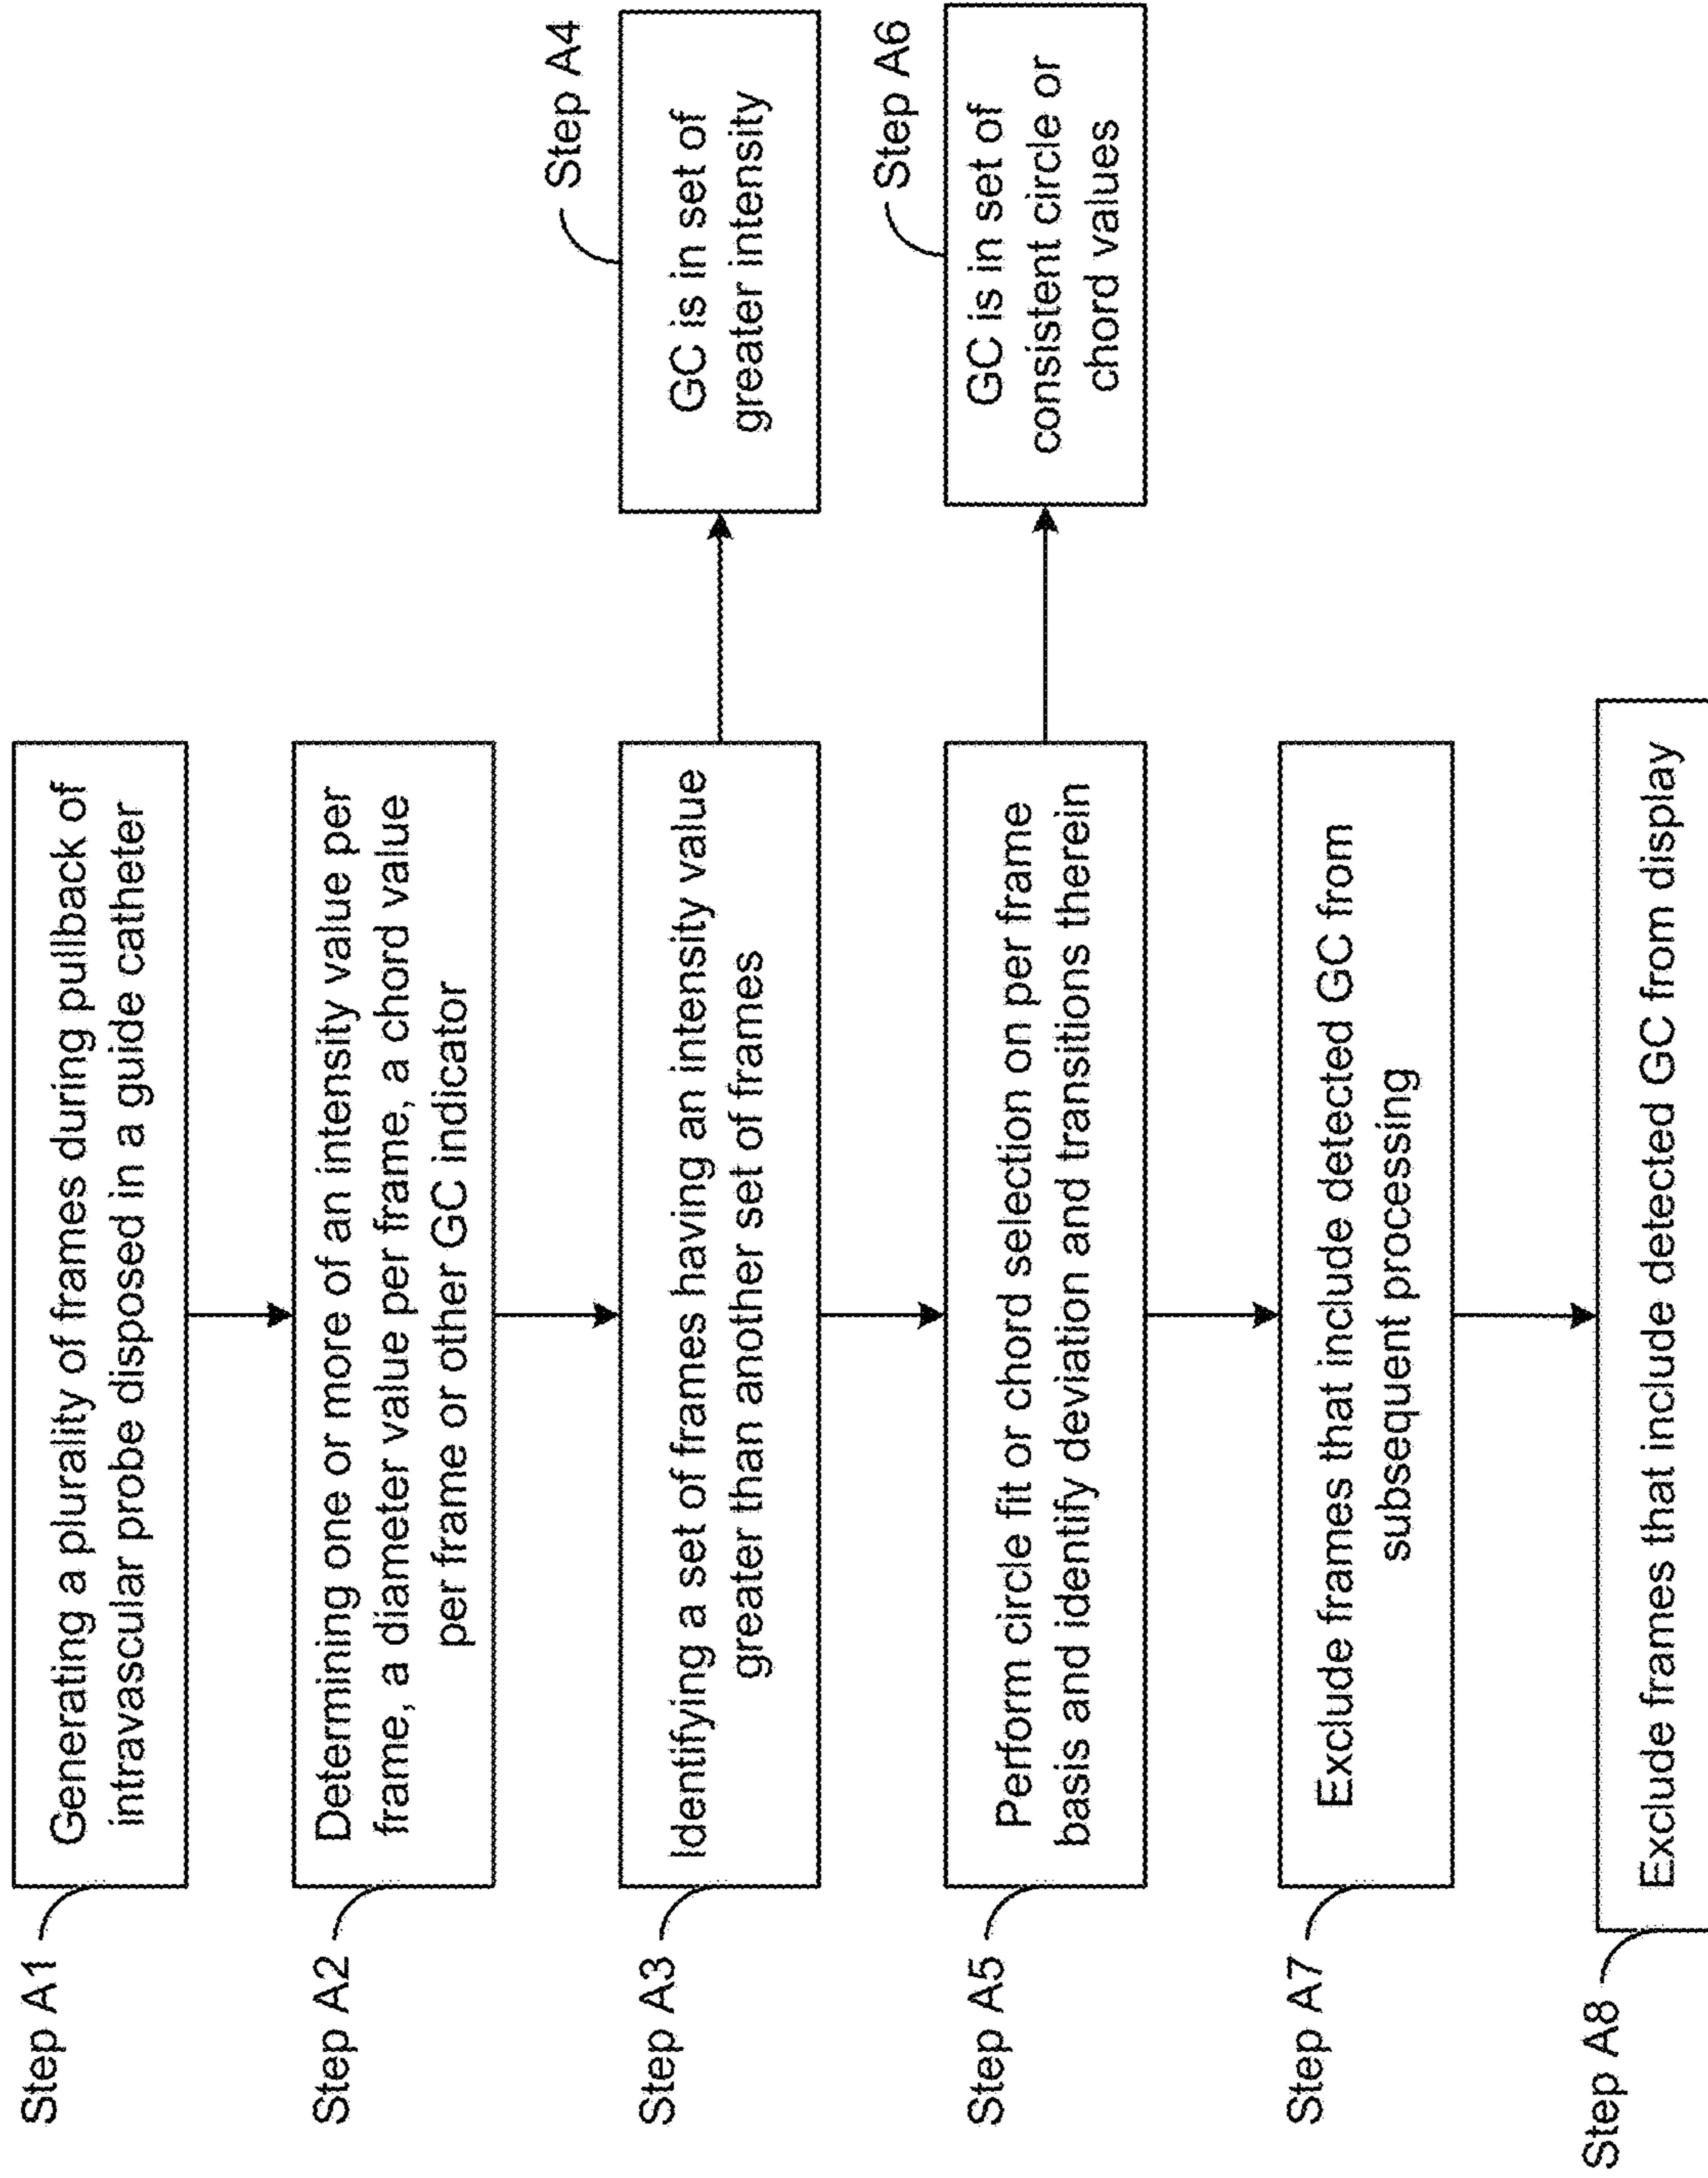 Step A1
Generating a plurality of frames during pullback of
intravascular probe disposed in a guide catheter
Step A2
Determining one or more of an intensity value per
frame, a diameter value per frame, a chord value
per frame or other GC indicator
Step A3
Identifying a set of frames having an intensity value
greater than another set of frames
Step A4
GC is in set of
greater intensity
Step A5
Perform circle fit or chord selection on per frame
basis and identify deviation and transitions therein
Step A6
GC is in set of
consistent circle or
chord values
Step A7
Exclude frames that include detected GC from
subsequent processing
Step A8
Exclude frames that include detected GC from display